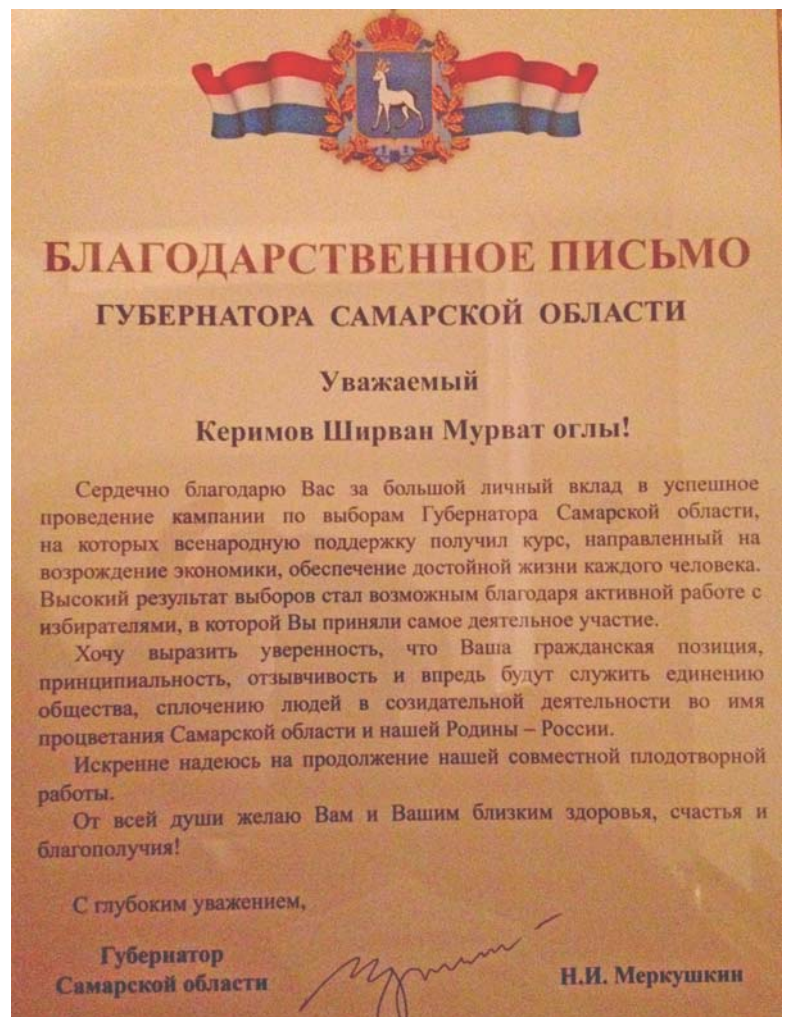 БЛАГОДАРСТВЕННОЕ ПИСЬМО
ГУБЕРНАТОРА САМАРСКОЙ ОБЛАСТИ
Уважаемый
Керимов Ширван Мурват оглы!
Сердечно благодарю Вас за большой личный вклад в успешное
проведение кампании по выборам Губернатора Самарской области,
на которых всенародную поддержку получил курс, направленный на
возрождение экономики, обеспечение достойной жизни каждого человека.
Высокий результат выборов стал возможным благодаря активной работе с
избирателями, в которой Вы приняли самое деятельное участие.
Хочу выразить уверенность, что Ваша гражданская позиция,
принципиальность, отзывчивость и впредь будут служить единению
общества, сплочению людей в созидательной деятельности во имя
процветания Самарской области и нашей Родины – России.
Искренне надеюсь на продолжение нашей совместной плодотворной
работы.
От всей души желаю Вам и Вашим близким здоровья, счастья и
благополучия!
С глубоким уважением,
Губернатор
Самарской области
Н.И. Меркушкин